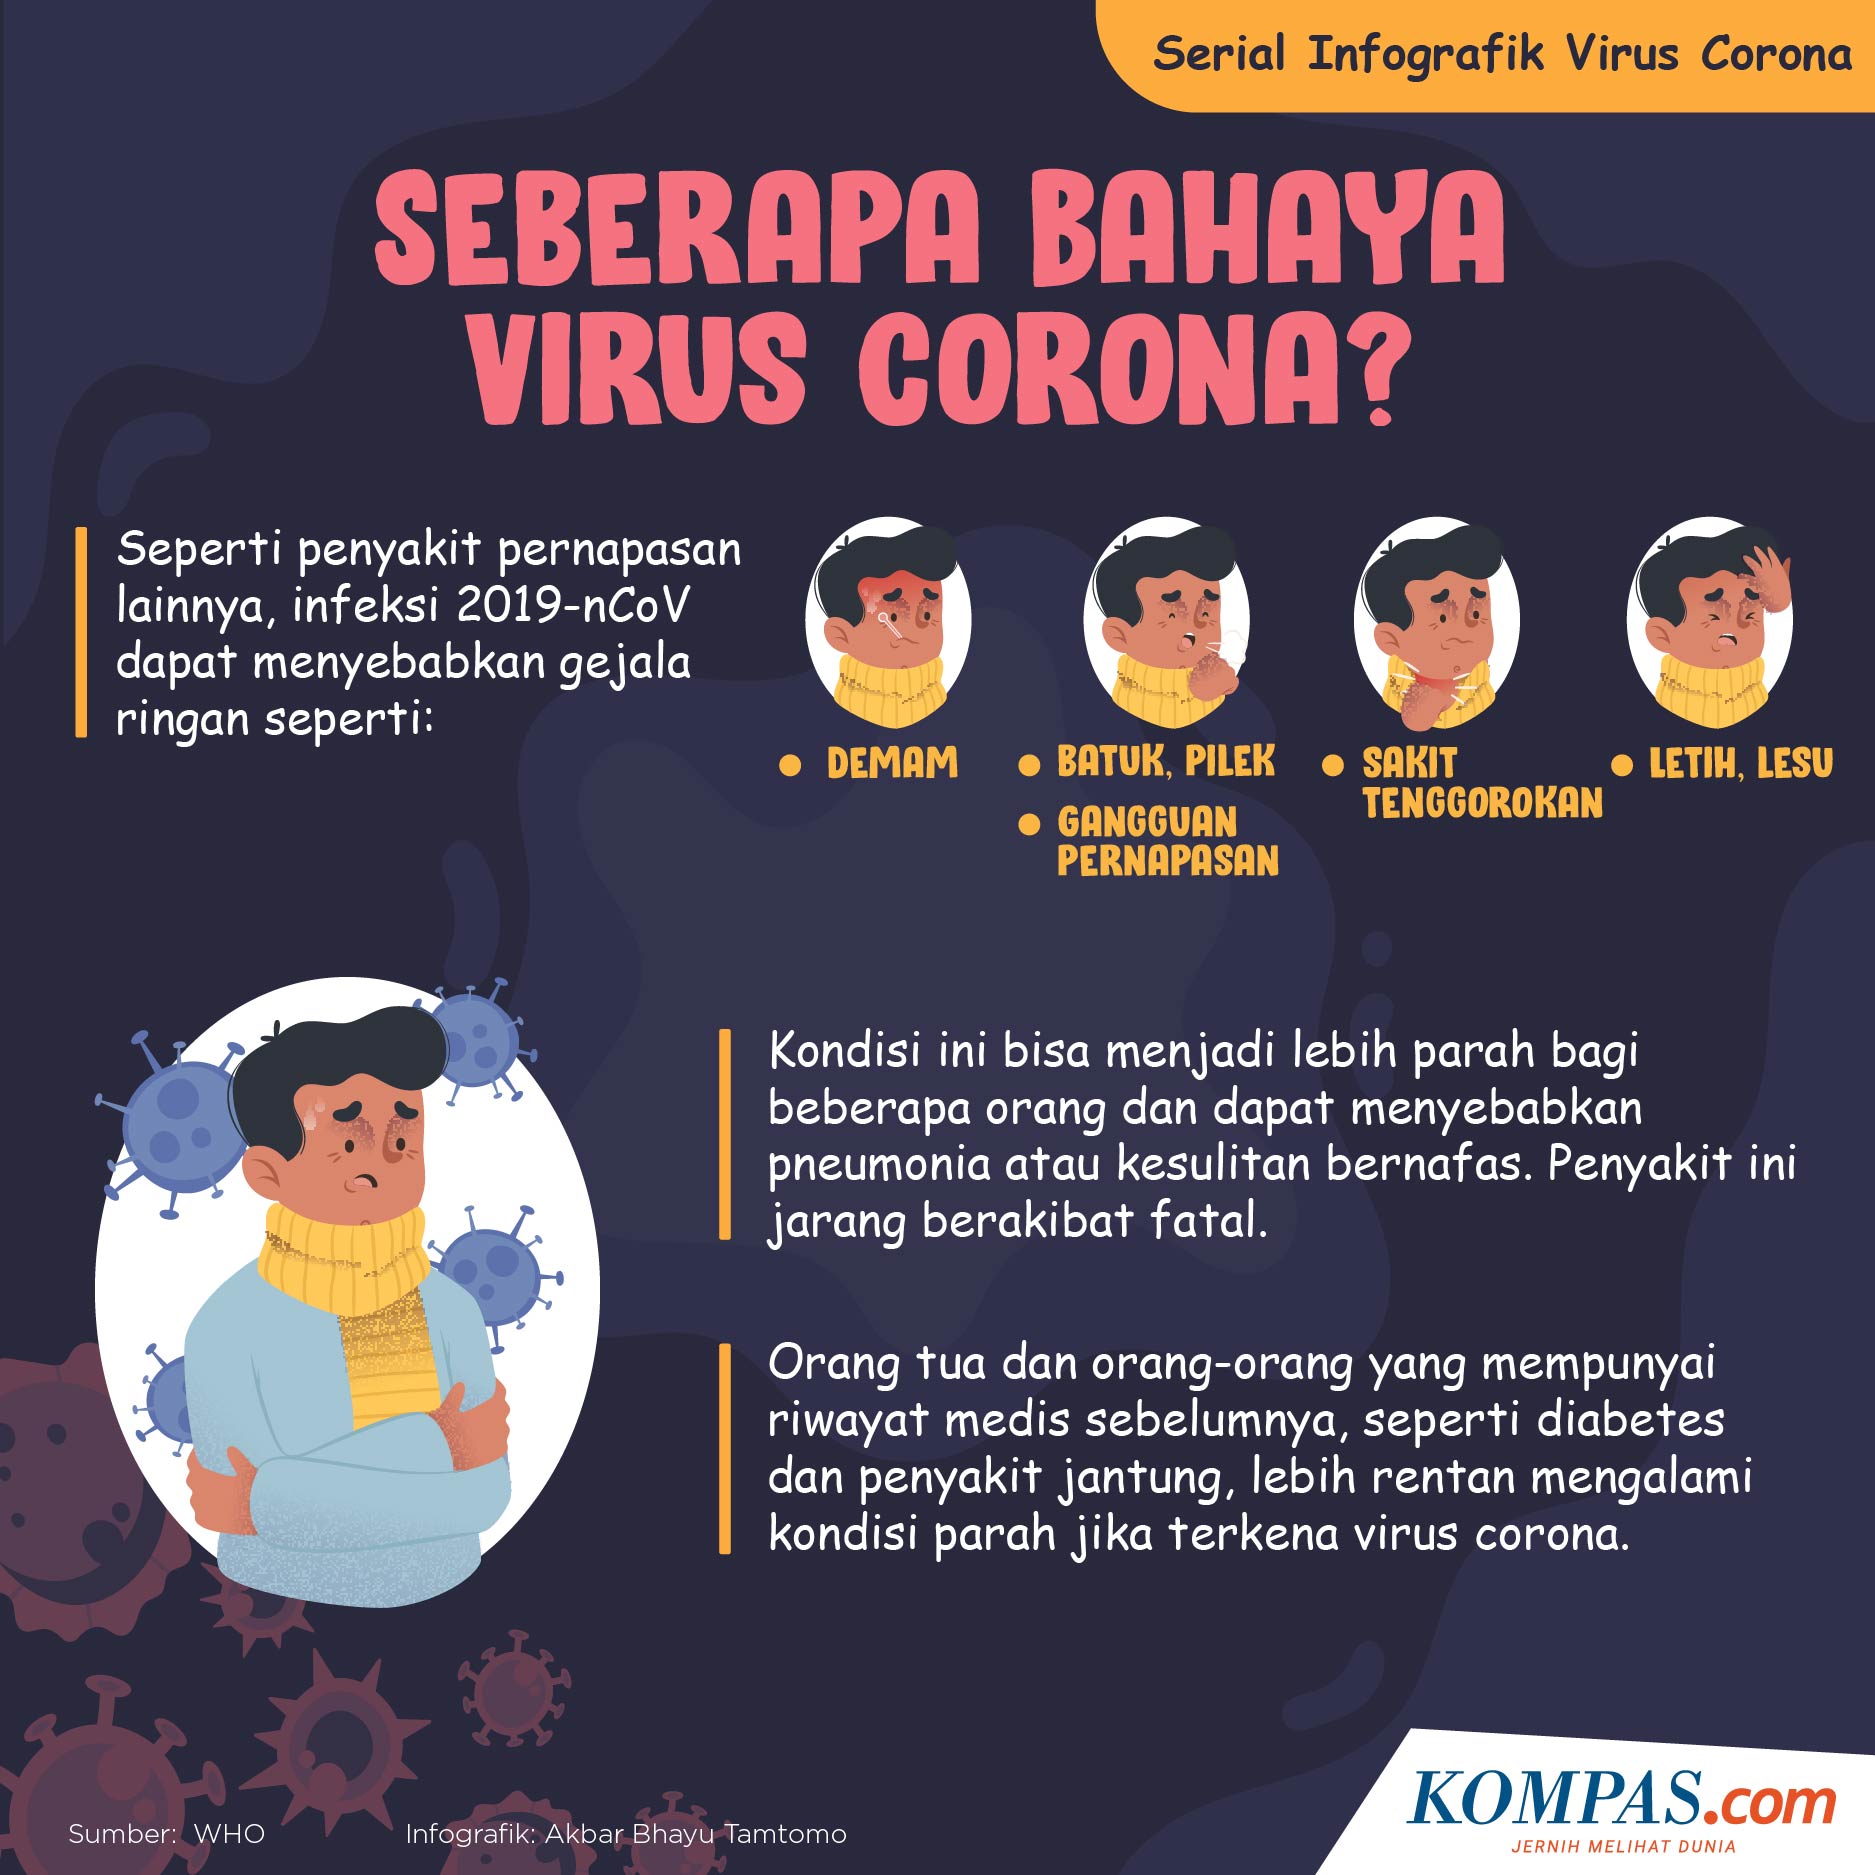 Serial Infografik Virus Corona
SEBERAPA BAHAYA
VIRUS CORONA?
Seperti penyakit pernapasan
lainnya, infeksi 2019-nCoV
dapat menyebabkan gejala
ringan seperti:
DEMAM
BATUK, PILEK
GANGGUAN
PERNAPASAN
SAKIT
TENGGOROKAN
LETIH, LESU
Kondisi ini bisa menjadi lebih parah bagi
beberapa orang dan dapat menyebabkan
pneumonia atau kesulitan bernafas. Penyakit ini
jarang berakibat fatal.
Orang tua dan orang-orang yang mempunyai
riwayat medis sebelumnya, seperti diabetes
dan penyakit jantung, lebih rentan mengalami
kondisi parah jika terkena virus corona.
Sumber: WHO
Infografik: Akbar Bhayu Tamtomo
KOMPAS.com
JERNIH MELIHAT DUNIA